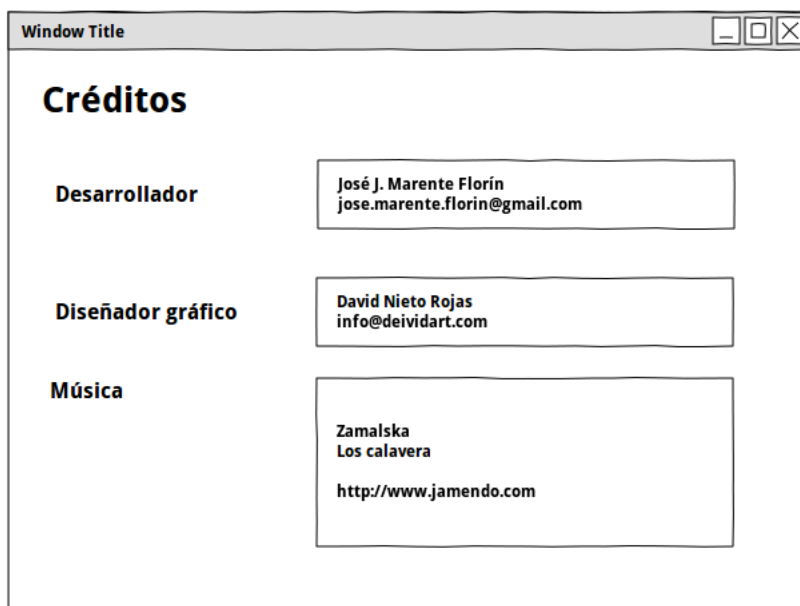 Window Title
Créditos
Desarrollador
José J. Marente Florín
jose.marente.florin@gmail.com
Diseñador gráfico
David Nieto Rojas
info@deividart.com
Música
Zamalska
Los calavera
http://www.jamendo.com